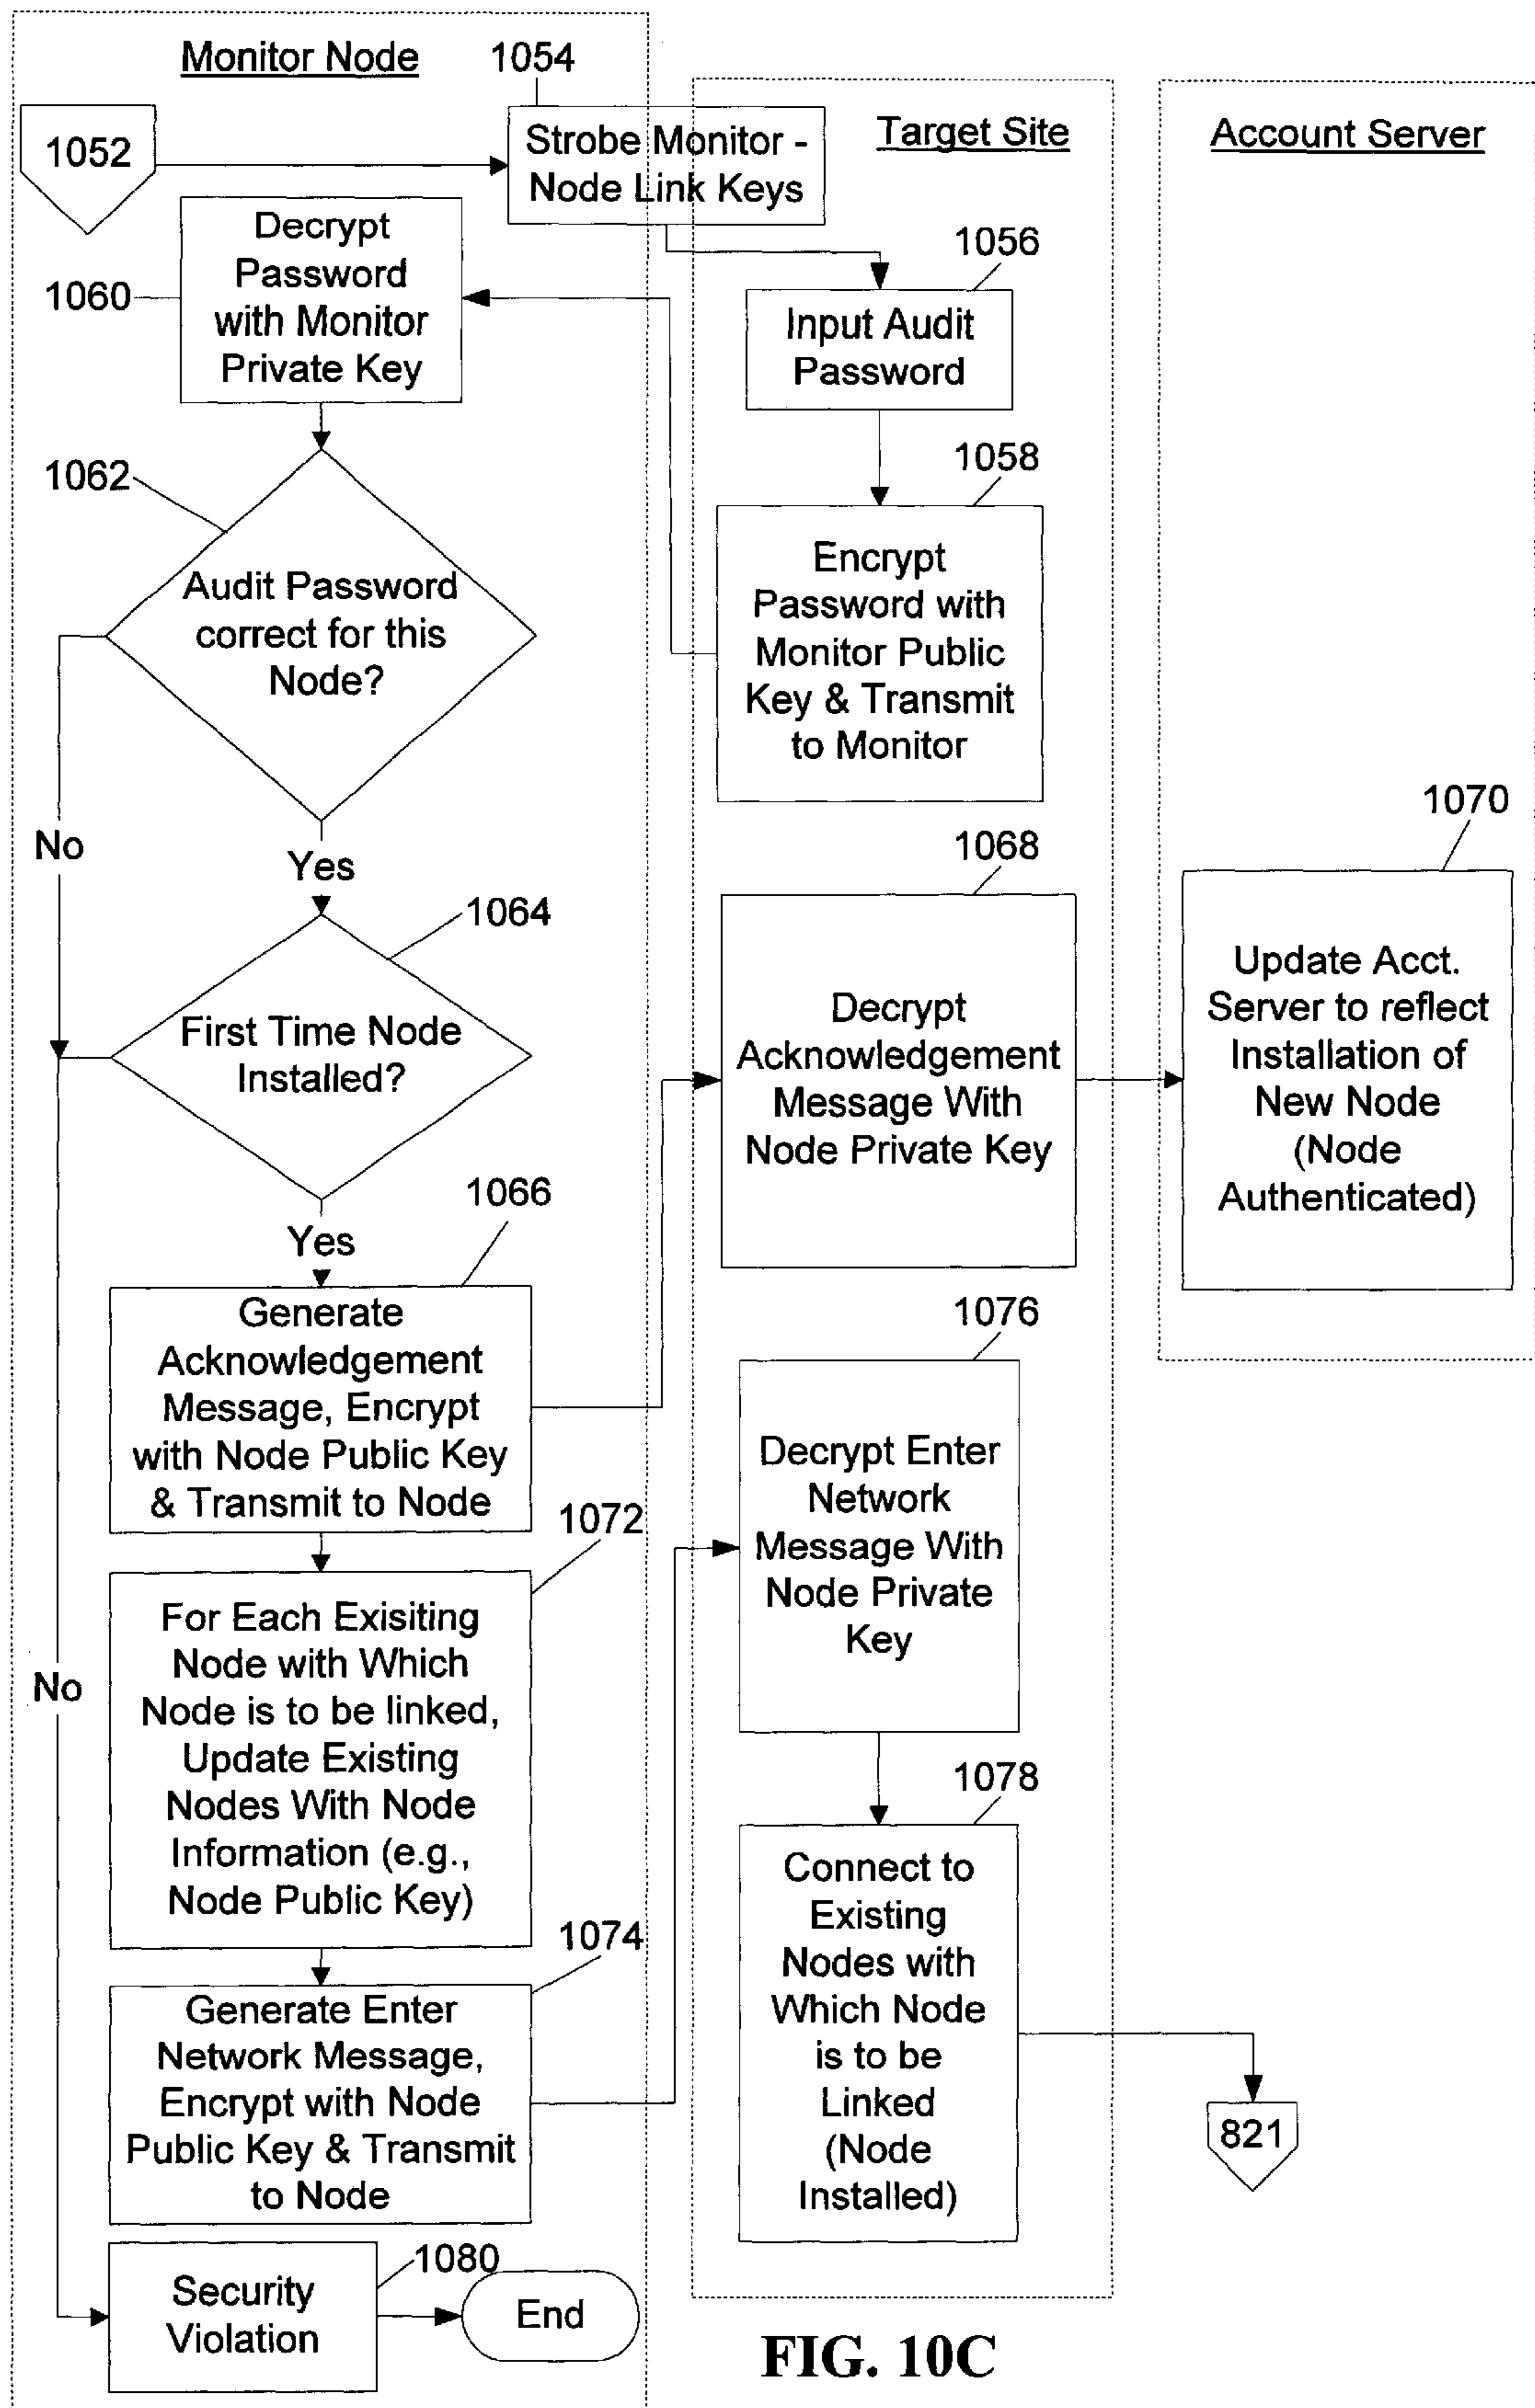 Monitor Node
1054
1052
Strobe Monitor -
Node Link Keys
Target Site
Account Server
Decrypt
Password
with Monitor
Private Key
1060
1056
Input Audit
Password
1062
Audit Password
correct for this
Node?
1058
Encrypt
Password with
Monitor Public
Key & Transmit
to Monitor
No
Yes
1064
First Time Node
Installed?
1068
Decrypt
Acknowledgement
Message With
Node Private Key
1070
Update Acct.
Server to reflect
Installation of
New Node
(Node
Authenticated)
Yes
1066
Generate
Acknowledgement
Message, Encrypt
with Node Public Key
& Transmit to Node
1072
For Each Exisiting
Node with Which
Node is to be linked,
Update Existing
Nodes With Node
Information (e.g.,
Node Public Key)
No
1076
Decrypt Enter
Network
Message With
Node Private
Key
1074
Generate Enter
Network Message,
Encrypt with Node
Public Key & Transmit
to Node
1078
Connect to
Existing
Nodes with
Which Node
is to be
Linked
(Node
Installed)
821
1080
Security
Violation
End
FIG. 10C